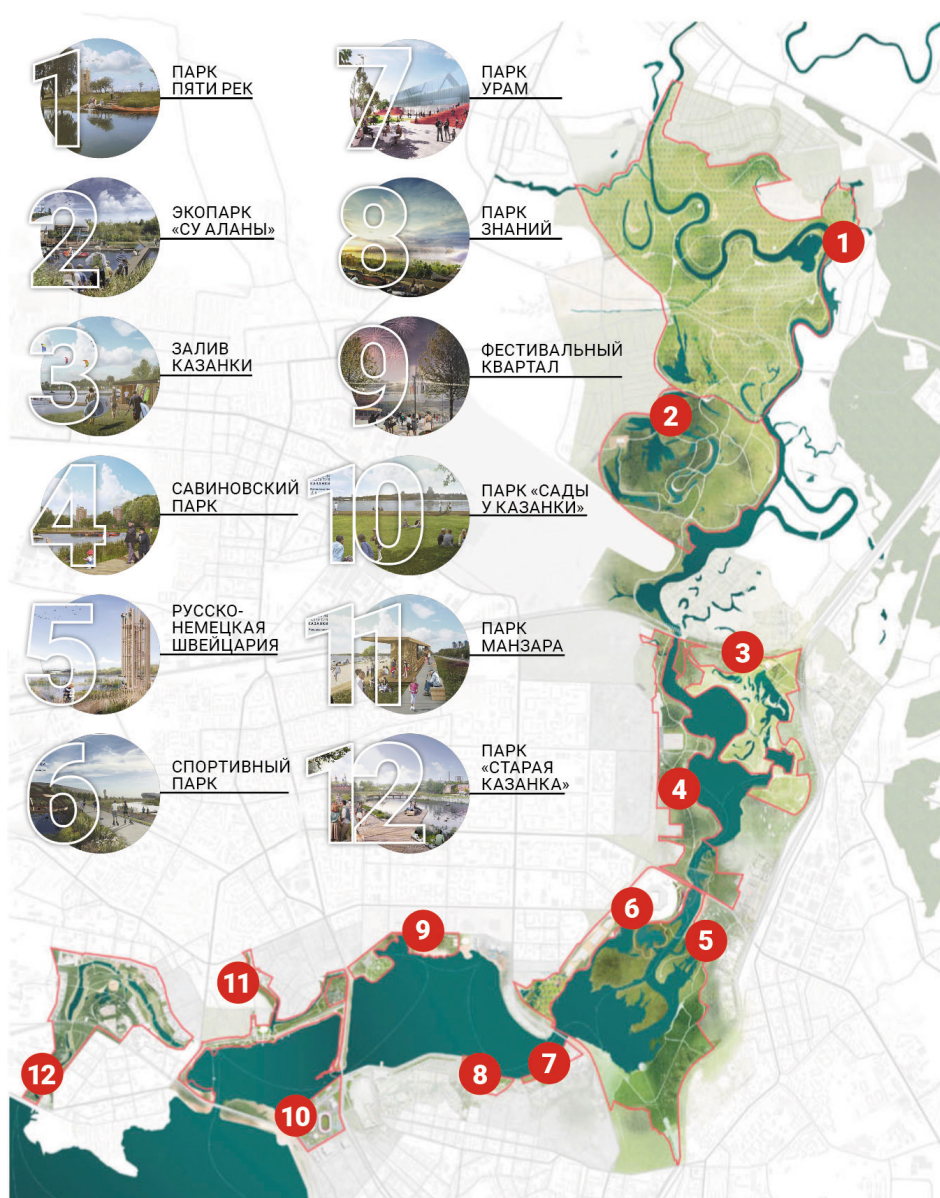 1
ПАРК
ПЯТИ РЕК
2
ЭКОПАРК
«СУ АЛАНЫ»
3
ЗАЛИВ
КАЗАНКИ
4
САВИНОВСКИЙ
ПАРК
5
РУССКО-
НЕМЕЦКАЯ
ШВЕЙЦАРИЯ
6
СПОРТИВНЫЙ
ПАРК
7
ПАРК
УРАМ
8
ПАРК
ЗНАНИЙ
9
ФЕСТИВАЛЬНЫЙ
КВАРТАЛ
10
ПАРК «САДЫ
У КАЗАНКИ»
11
ПАРК
МАНЗАРА
12
ПАРК
«СТАРАЯ
КАЗАНКА»
1
2
3
4
5
6
7
8
9
10
11
12